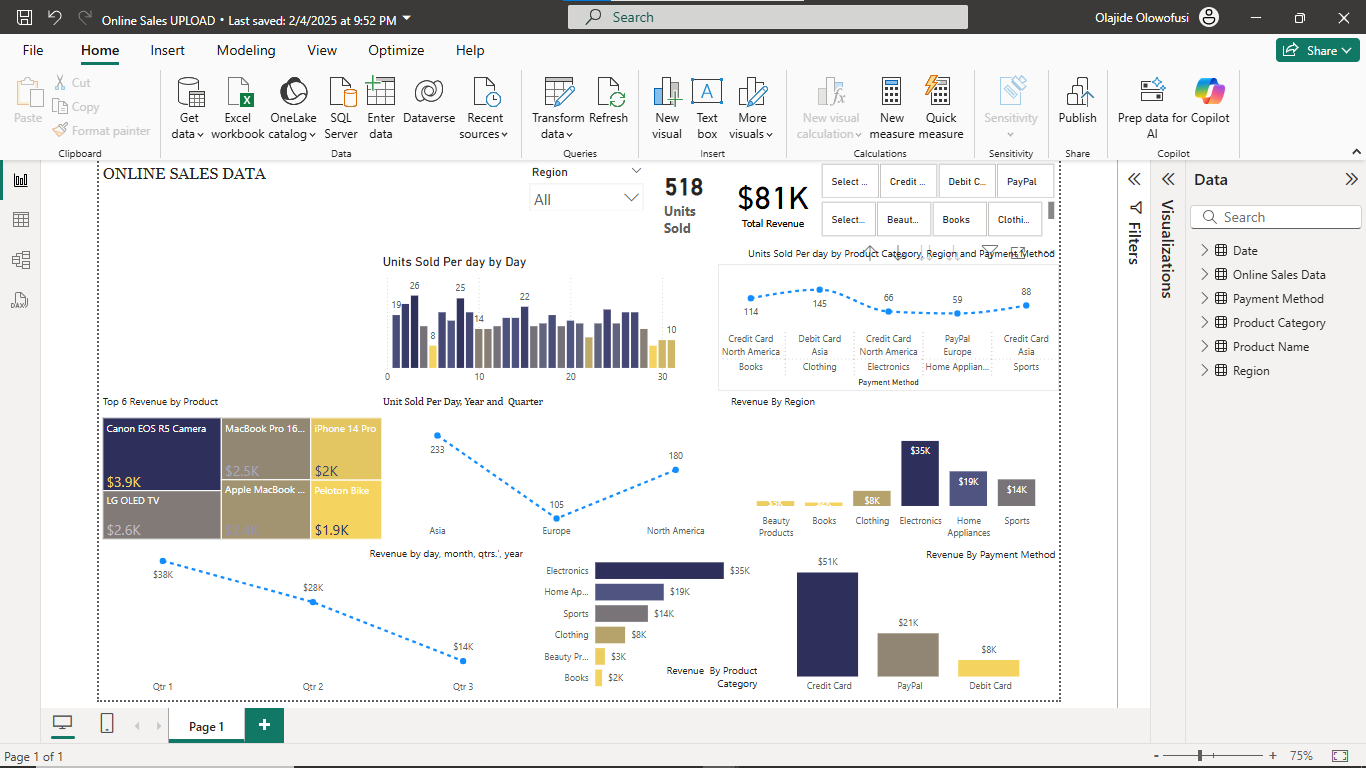 Online Sales UPLOAD • Last saved: 2/4/2025 at 9:52 PM
Search
Olajide Olowofusi
File
Home
Insert
Modeling
View
Optimize
Help
Share
Paste
Cut
Copy
Format painter
Get data
Excel workbook
OneLake catalog
SQL Server
Enter data
Dataverse
Recent sources
Transform data
Refresh
New visual
Text box
More visuals
New visual calculation
New measure
Quick measure
Sensitivity
Publish
Prep data for AI
Copilot
Clipboard
Data
Queries
Insert
Calculations
Sensitivity
Share
Copilot
ONLINE SALES DATA
Region
All
518
Units Sold
$81K
Total Revenue
Select ...
Credit ...
Debit C...
PayPal
Select...
Beaut...
Books
Clothi...
Units Sold Per day by Day
19
26
8
25
14
22
10
0
10
20
30
Units Sold Per day by Product Category, Region and Payment Method
114
145
66
59
88
Credit Card
Debit Card
Credit Card
PayPal
Credit Card
North America
Asia
North America
Europe
Asia
Books
Clothing
Electronics
Home Applian...
Sports
Payment Method
Top 6 Revenue by Product
Canon EOS R5 Camera
$3.9K
LG OLED TV
$2.6K
MacBook Pro 16...
$2.5K
Apple MacBook ...
iPhone 14 Pro
$2K
Peloton Bike
$1.9K
Unit Sold Per Day, Year and Quarter
233
105
180
Asia
Europe
North America
Revenue By Region
$8K
$35K
$19K
$14K
Beauty Products
Books
Clothing
Electronics
Home Appliances
Sports
Revenue by day, month, qtrs.', year
$38K
$28K
$14K
Qtr 1
Qtr 2
Qtr 3
Electronics
$35K
Home Ap...
$19K
Sports
$14K
Clothing
$8K
Beauty Pr...
$3K
Books
$2K
Revenue By Product
Category
Revenue By Payment Method
$51K
$21K
$8K
Credit Card
PayPal
Debit Card
Filters
Visualizations
Data
Search
Date
Online Sales Data
Payment Method
Product Category
Product Name
Region
Page 1
Page 1 of 1
75%